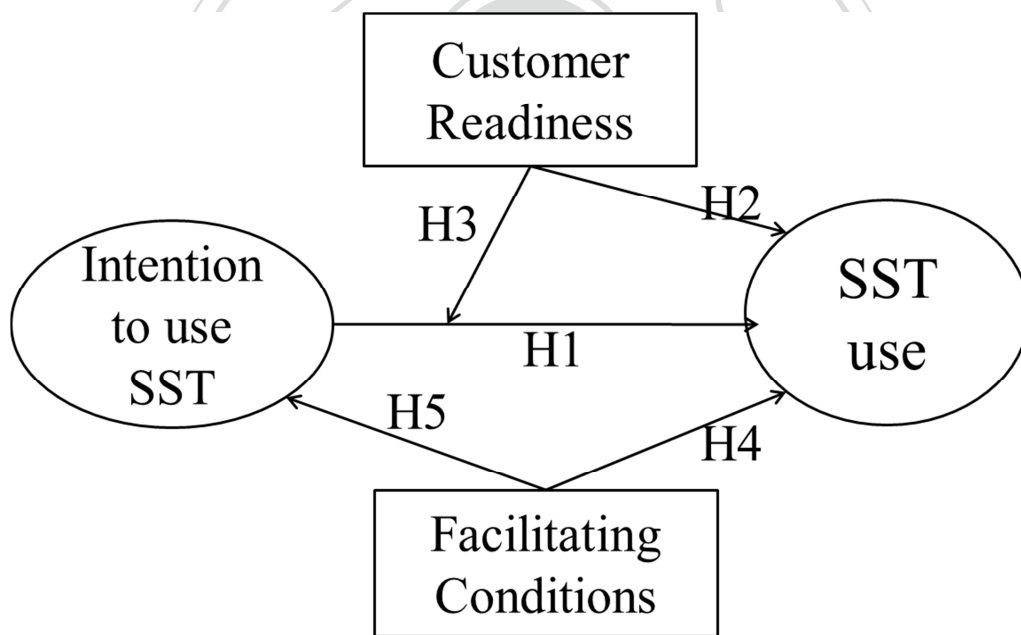 Customer
Readiness
H3
H2
Intention
to use
SST
SST
use
H1
H5
H4
Facilitating
Conditions